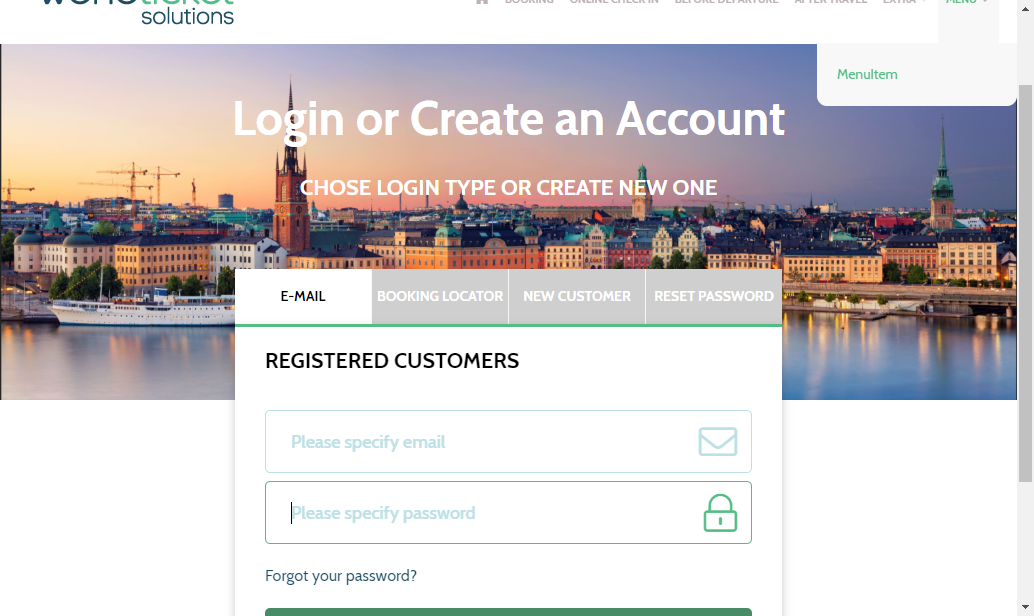 worldticket
solutions
BOOKING ONLINE CHECK IN BEFORE DEPARTURE AFTER TRAVEL EXTRA MENU
MenuItem
Login or Create an Account
CHOSE LOGIN TYPE OR CREATE NEW ONE
E-MAIL BOOKING LOCATOR NEW CUSTOMER RESET PASSWORD
REGISTERED CUSTOMERS
Please specify email
Please specify password
Forgot your password?